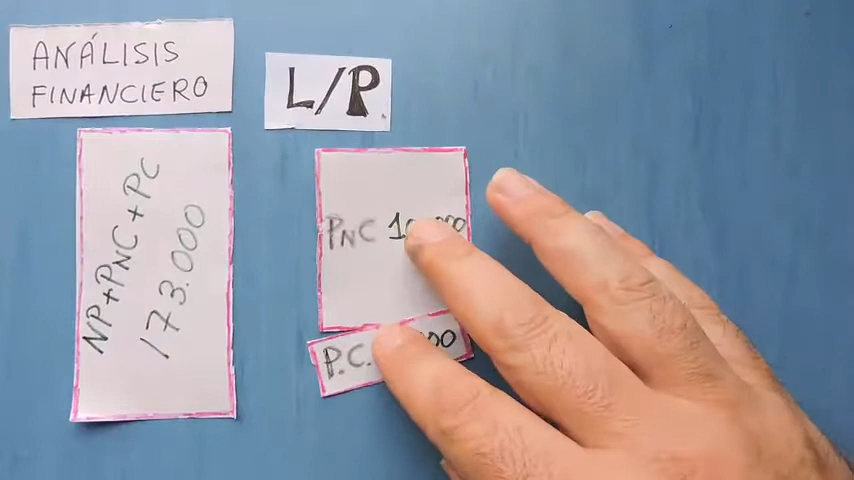 ANÁLISIS
FINANCIERO
L/P.
NP+PNC+PC
173.000
PNC
P.C.